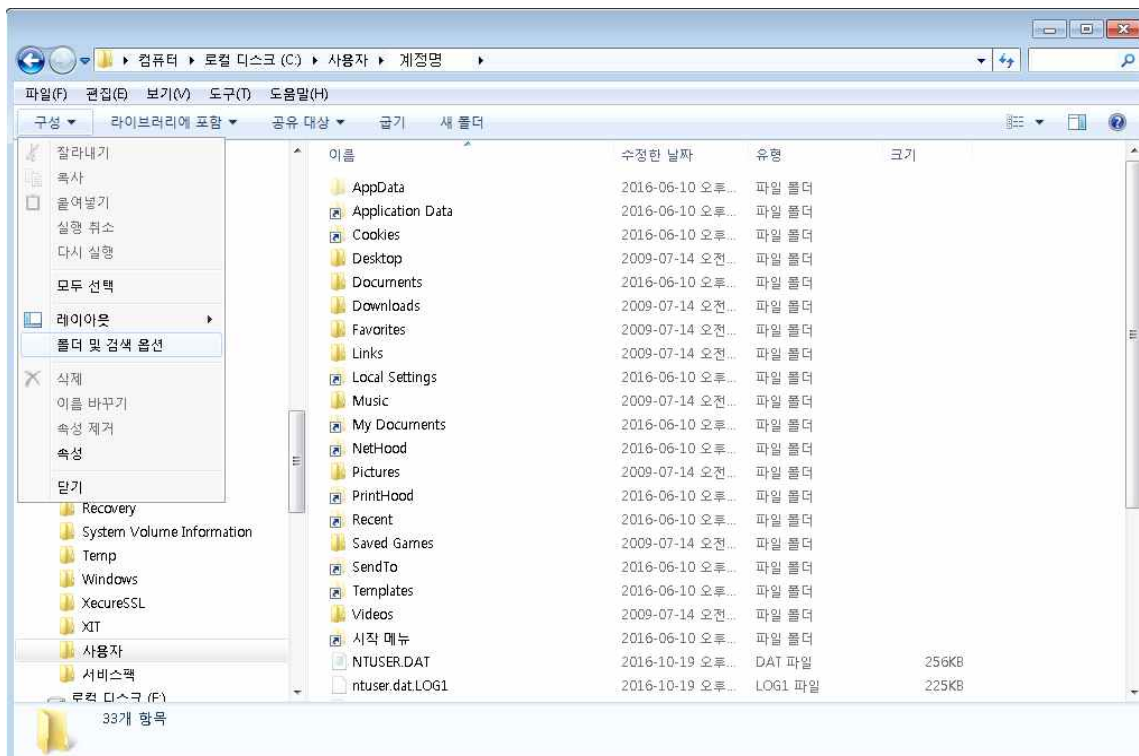 컴퓨터 ▸ 로컬 디스크 (C:) ▸ 사용자 ▸ 계정명 ▸
파일(F) 편집(E) 보기(V) 도구(T) 도움말(H)
구성 라이브러리에 포함 공유 대상 굽기 새 폴더
잘라내기
복사
붙여넣기
실행 취소
다시 실행
모두 선택
레이아웃
폴더 및 검색 옵션
삭제
이름 바꾸기
속성 제거
속성
닫기
Recovery
System Volume Information
Temp
Windows
XecureSSL
XIT
사용자
서비스팩
로컬 디스크 (E:)
이름 수정한 날짜 유형 크기
AppData 2016-06-10 오후... 파일 폴더
Application Data 2016-06-10 오후... 파일 폴더
Cookies 2016-06-10 오후... 파일 폴더
Desktop 2009-07-14 오전... 파일 폴더
Documents 2016-06-10 오후... 파일 폴더
Downloads 2009-07-14 오전... 파일 폴더
Favorites 2009-07-14 오전... 파일 폴더
Links 2009-07-14 오전... 파일 폴더
Local Settings 2016-06-10 오후... 파일 폴더
Music 2009-07-14 오전... 파일 폴더
My Documents 2016-06-10 오후... 파일 폴더
NetHood 2016-06-10 오후... 파일 폴더
Pictures 2009-07-14 오전... 파일 폴더
PrintHood 2016-06-10 오후... 파일 폴더
Recent 2016-06-10 오후... 파일 폴더
Saved Games 2009-07-14 오전... 파일 폴더
SendTo 2016-06-10 오후... 파일 폴더
Templates 2016-06-10 오후... 파일 폴더
Videos 2009-07-14 오전... 파일 폴더
시작 메뉴 2016-06-10 오후... 파일 폴더
NTUSER.DAT 2016-10-19 오후... DAT 파일 256KB
ntuser.dat.LOG1 2016-10-19 오후... LOG1 파일 225KB
33개 항목